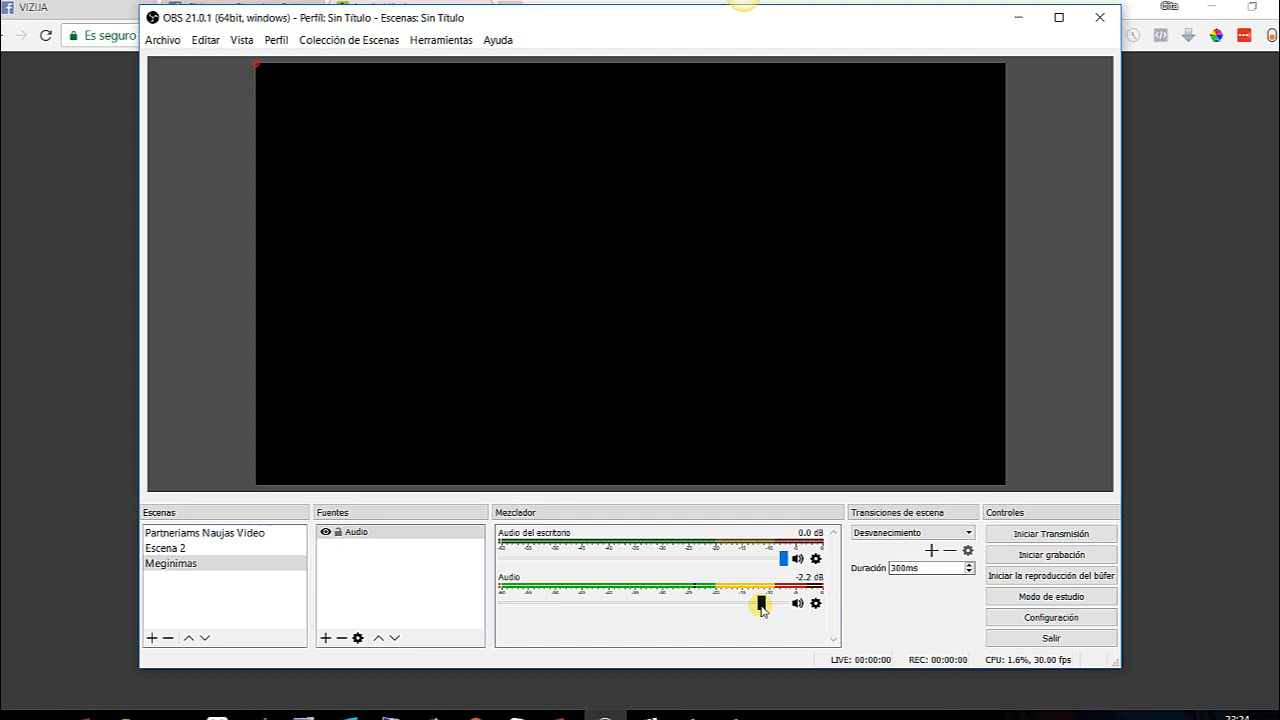 VIZIJA
Gita
OBS 21.0.1 (64bit, windows) - Perfil: Sin Título - Escenas: Sin Título
Archivo Editar Vista Perfil Colección de Escenas Herramientas Ayuda
Es seguro
Escenas
Partneriams Naujas Video
Escena 2
Meginimas
Fuentes
Audio
Mezclador
Audio del escritorio 0.0 dB
Audio -2.2 dB
Transiciones de escena
Desvanecimiento
Duración 300ms
Controles
Iniciar Transmisión
Iniciar grabación
Iniciar la reproducción del búfer
Modo de estudio
Configuración
Salir
LIVE: 00:00:00 REC: 00:00:00 CPU: 1.6%, 30.00 fps
23:24